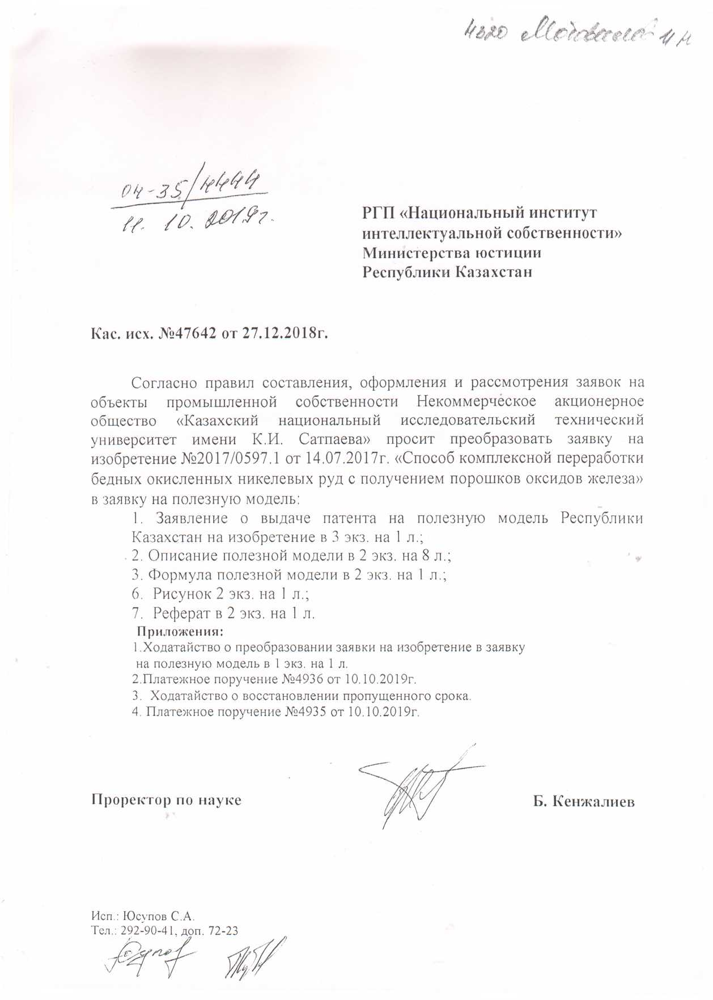 04-35/4444
11. 10. 2019г.
РГП «Национальный институт
интеллектуальной собственности»
Министерства юстиции
Республики Казахстан
Кас. исх. №47642 от 27.12.2018г.
Согласно правил составления, оформления и рассмотрения заявок на
объекты промышленной собственности Некоммерческое акционерное
общество «Казахский национальный исследовательский технический
университет имени К.И. Сатпаева» просит преобразовать заявку на
изобретение №2017/0597.1 от 14.07.2017г. «Способ комплексной переработки
бедных окисленных никелевых руд с получением порошков оксидов железа»
в заявку на полезную модель:
1. Заявление о выдаче патента на полезную модель Республики
Казахстан на изобретение в 3 экз. на 1 л.;
2. Описание полезной модели в 2 экз. на 8 л.;
3. Формула полезной модели в 2 экз. на 1 л.;
6. Рисунок 2 экз. на 1 л.;
7. Реферат в 2 экз. на 1 л.
Приложения:
1.Ходатайство о преобразовании заявки на изобретение в заявку
на полезную модель в 1 экз. на 1 л.
2.Платежное поручение №4936 от 10.10.2019г.
3. Ходатайство о восстановлении пропущенного срока.
4. Платежное поручение №4935 от 10.10.2019г.
Проректор по науке
Б. Кенжалиев
Исп.: Юсупов С.А.
Тел.: 292-90-41, доп. 72-23